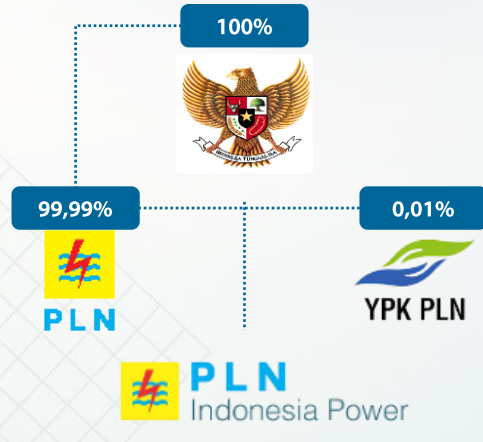 100%
BHINNEKA TUNGGAL IKA
99,99%
0,01%
PLN
YPK PLN
PLN
Indonesia Power